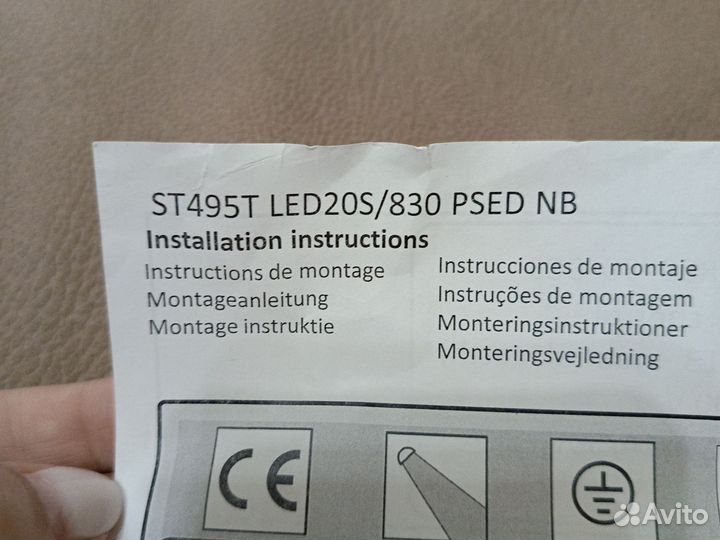 ST495T LED20S/830 PSED NB
Installation instructions
Instructions de montage
Montageanleitung
Montage instruktie
Instrucciones de montaje
Instruções de montagem
Monteringsinstruktioner
Monteringsvejledning
CE
Avito